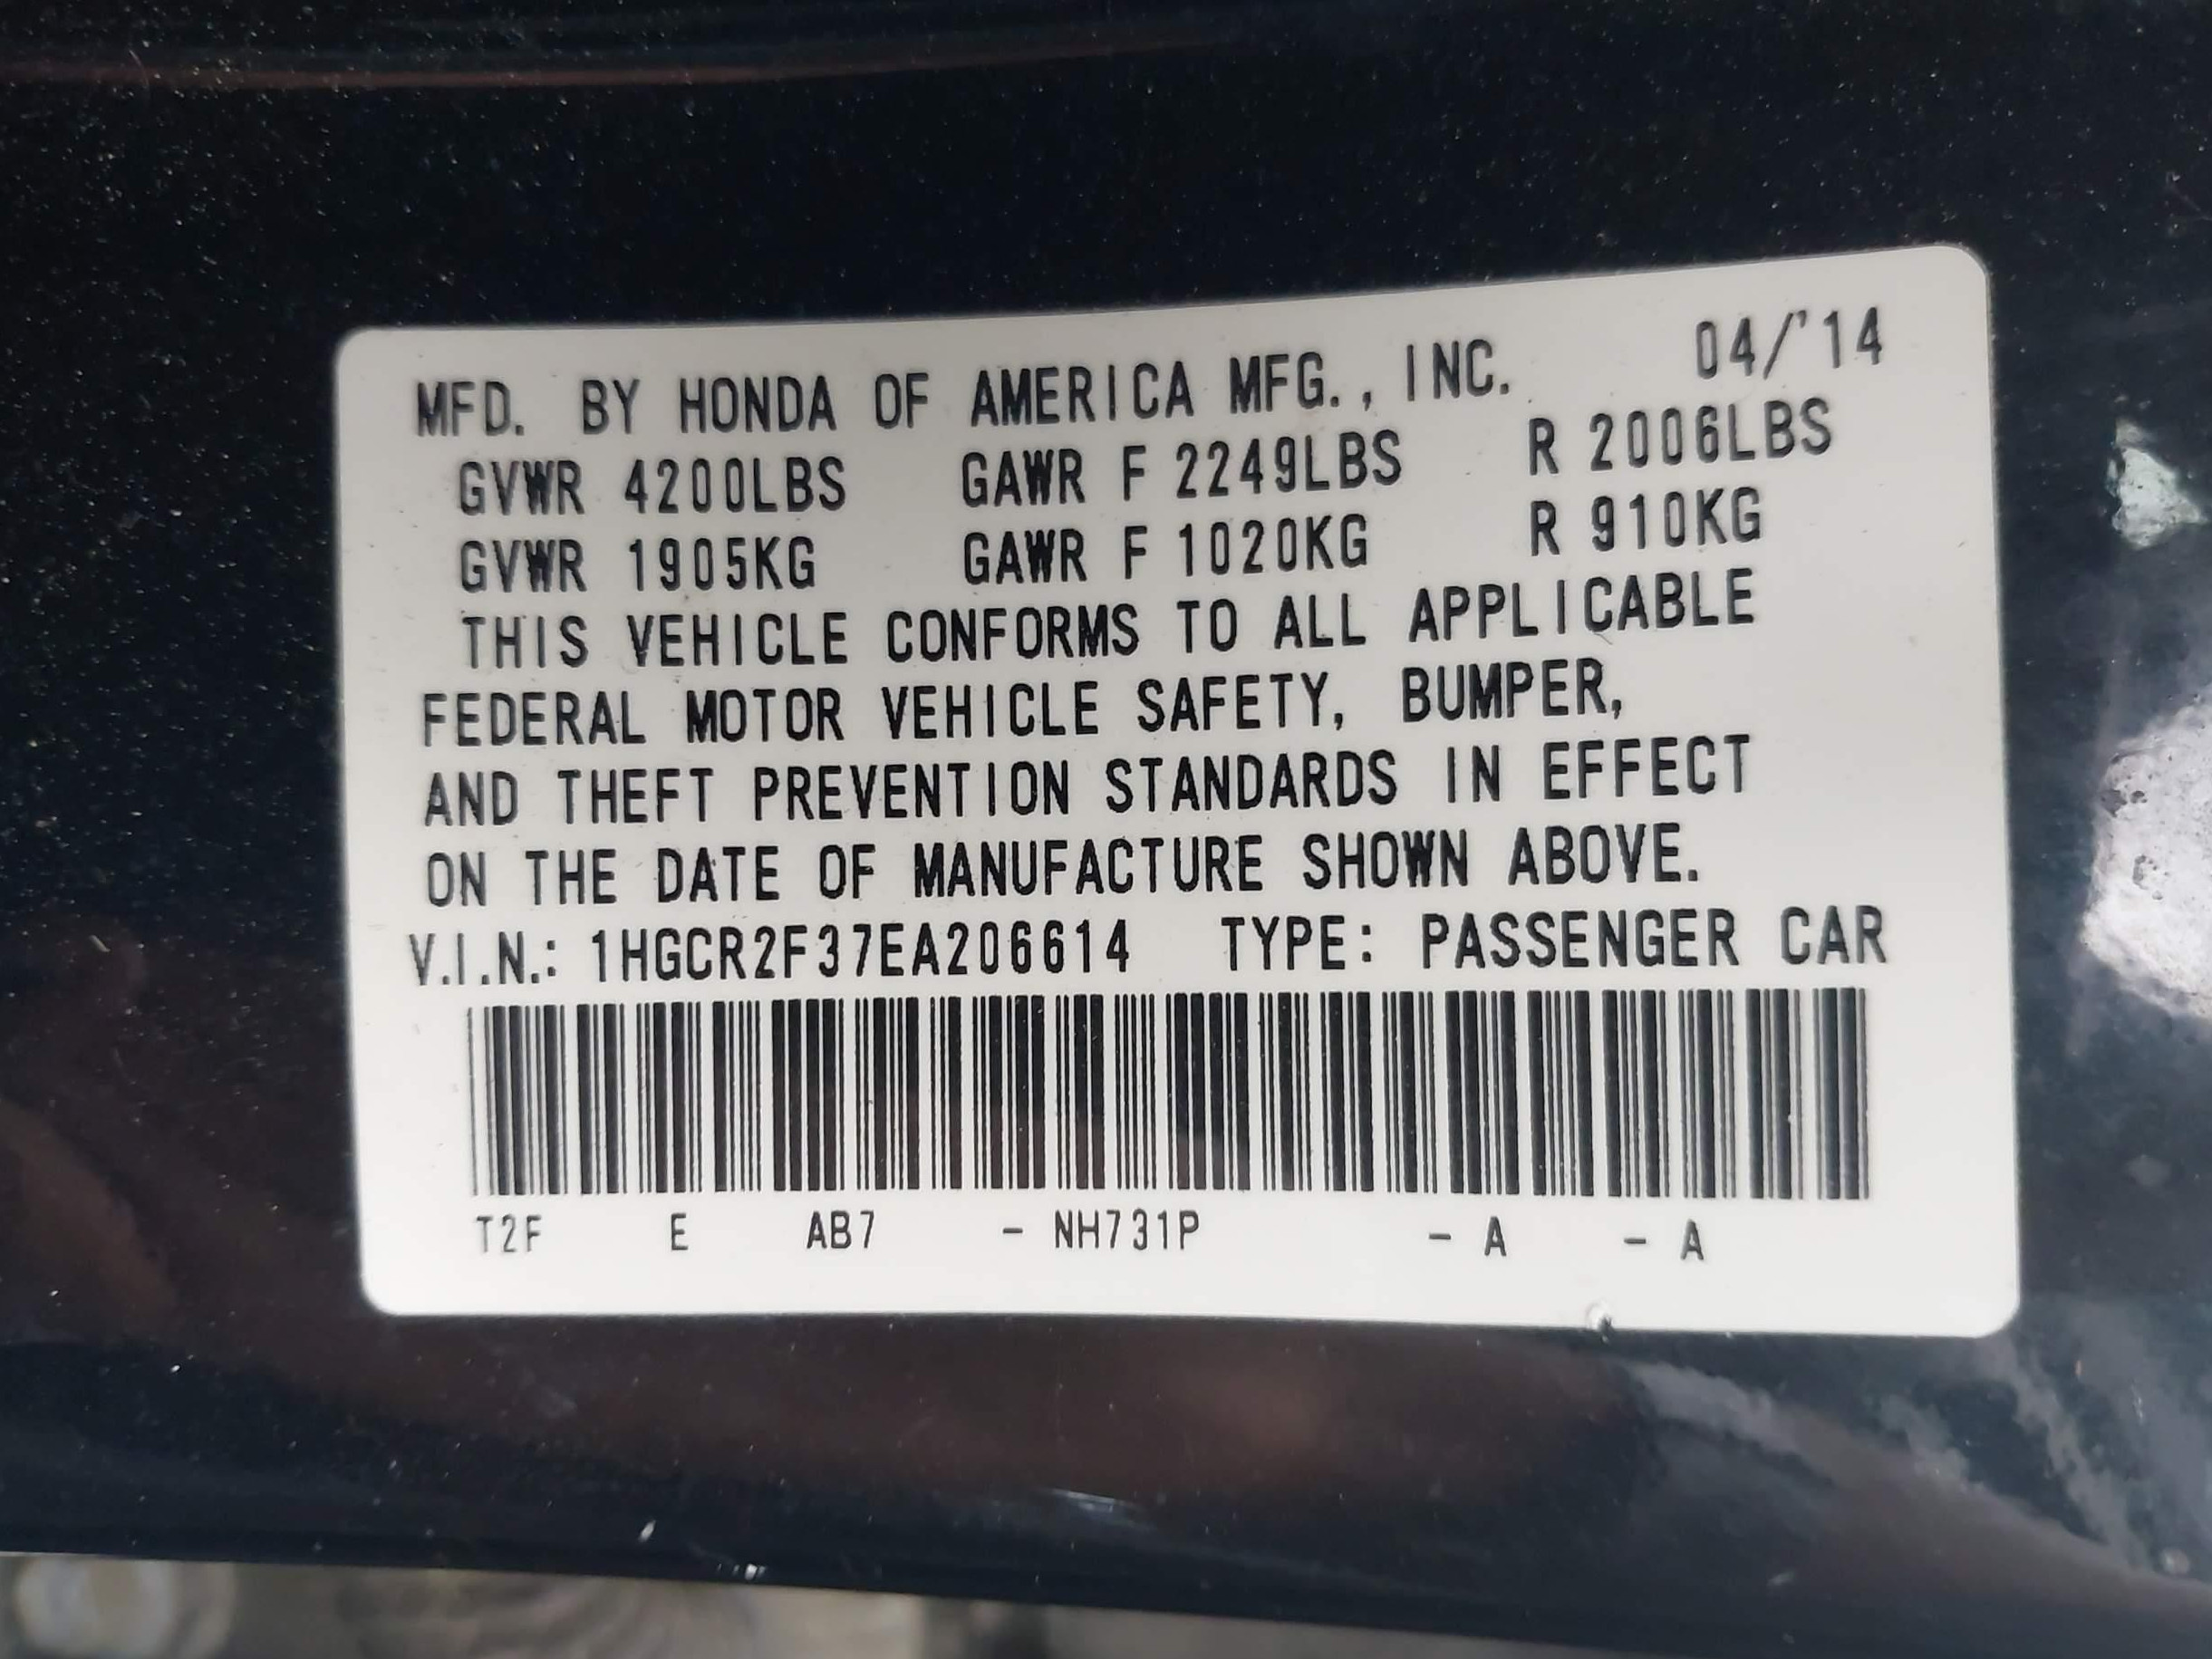 MFD. BY HONDA OF AMERICA MFG., INC. 04/'14
GVWR 4200LBS GAWR F 2249LBS R 2006LBS
GVWR 1905KG GAWR F 1020KG R 910KG
THIS VEHICLE CONFORMS TO ALL APPLICABLE
FEDERAL MOTOR VEHICLE SAFETY, BUMPER,
AND THEFT PREVENTION STANDARDS IN EFFECT
ON THE DATE OF MANUFACTURE SHOWN ABOVE.
V.I.N.: 1HGCR2F37EA206614 TYPE: PASSENGER CAR
T2F E AB7 - NH731P - A - A